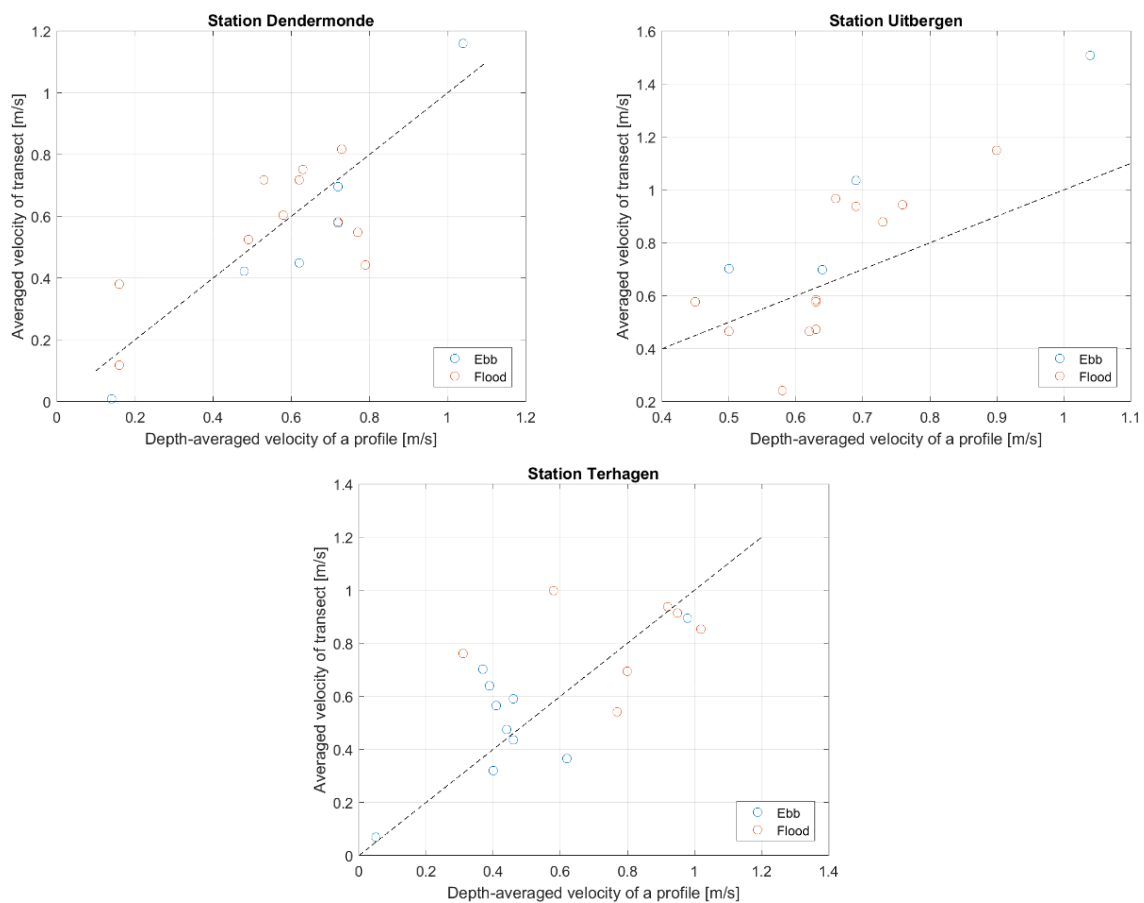 Station Dendermonde
1.2
1
0.8
0.6
0.4
0.2
0
Averaged velocity of transect [m/s]
Ebb
Flood
0 0.2 0.4 0.6 0.8 1 1.2
Depth-averaged velocity of a profile [m/s]
Station Uitbergen
1.6
1.4
1.2
1
0.8
0.6
0.4
0.2
Averaged velocity of transect [m/s]
Ebb
Flood
0.4 0.5 0.6 0.7 0.8 0.9 1 1.1
Depth-averaged velocity of a profile [m/s]
Station Terhagen
1.4
1.2
1
0.8
0.6
0.4
0.2
0
Averaged velocity of transect [m/s]
Ebb
Flood
0 0.2 0.4 0.6 0.8 1 1.2 1.4
Depth-averaged velocity of a profile [m/s]